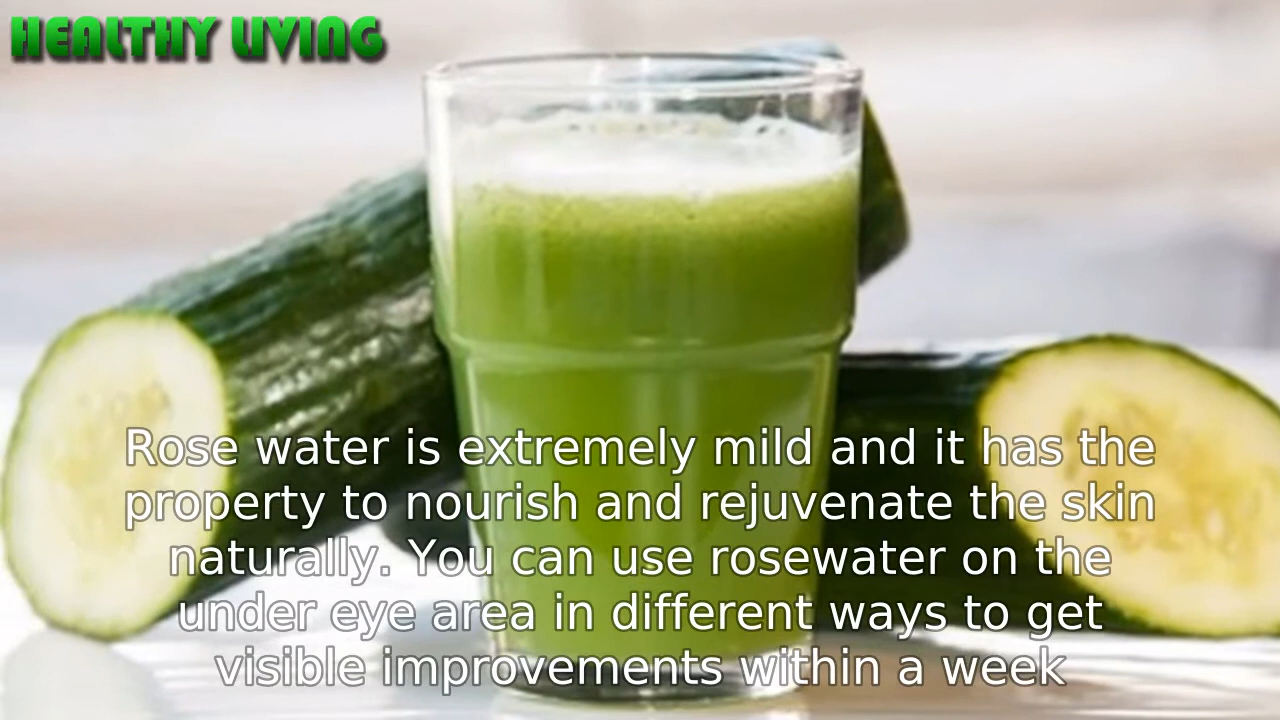 HEALTHY LIVING
Rose water is extremely mild and it has the
property to nourish and rejuvenate the skin
naturally. You can use rosewater on the
under eye area in different ways to get
visible improvements within a week